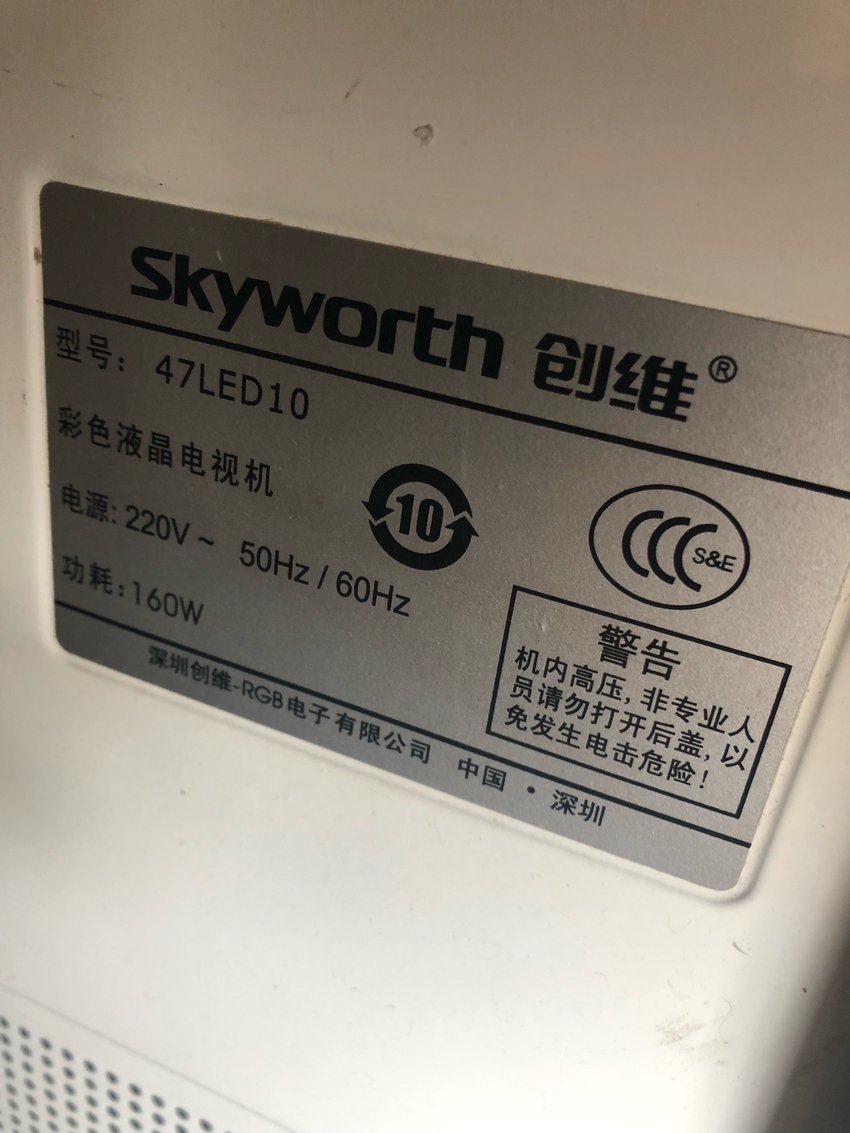 Skyworth 创维®
型号: 47LED10
彩色液晶电视机
电源: 220V ~ 50Hz / 60Hz
功耗: 160W
10
CCC S&E
警告
机内高压, 非专业人
员请勿打开后盖, 以
免发生电击危险!
深圳创维-RGB电子有限公司 中国 · 深圳